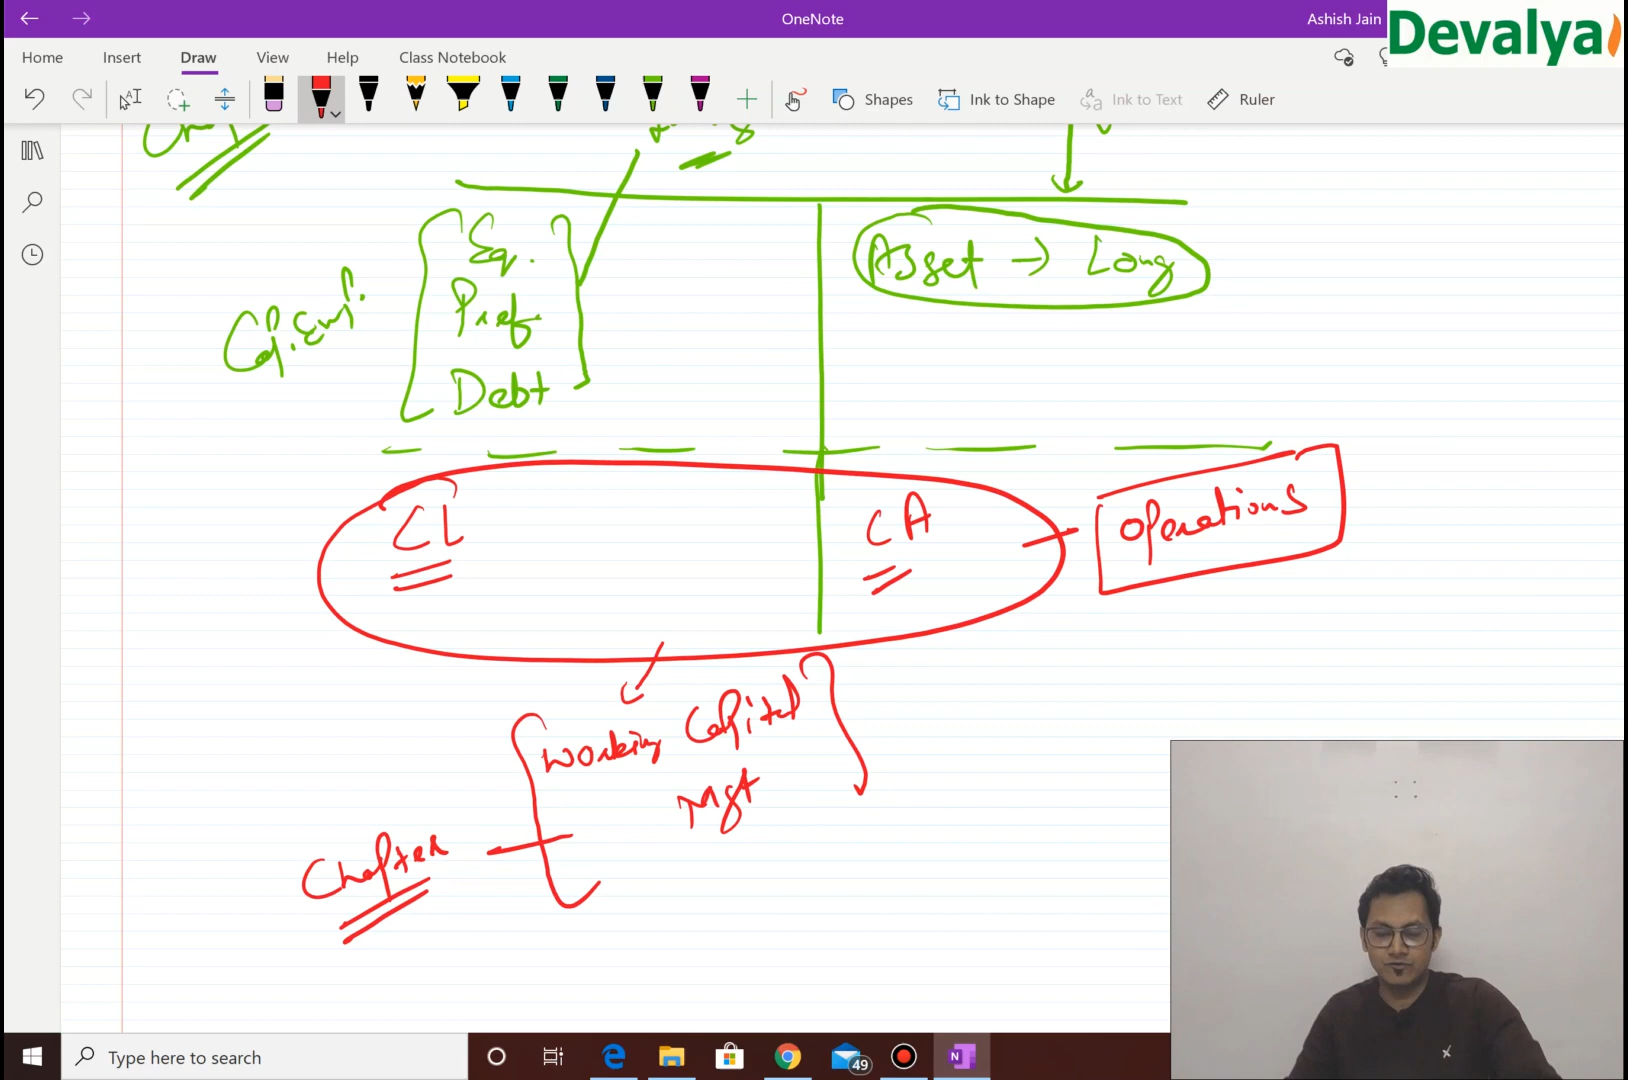 OneNote
Ashish Jain
Devalya
Home Insert Draw View Help Class Notebook
Shapes Ink to Shape Ink to Text Ruler
Eq.
Pref.
Debt
Asset → Long
CL
CA
Operations
Working Capital
Mgt
Chapter
Type here to search
49
N